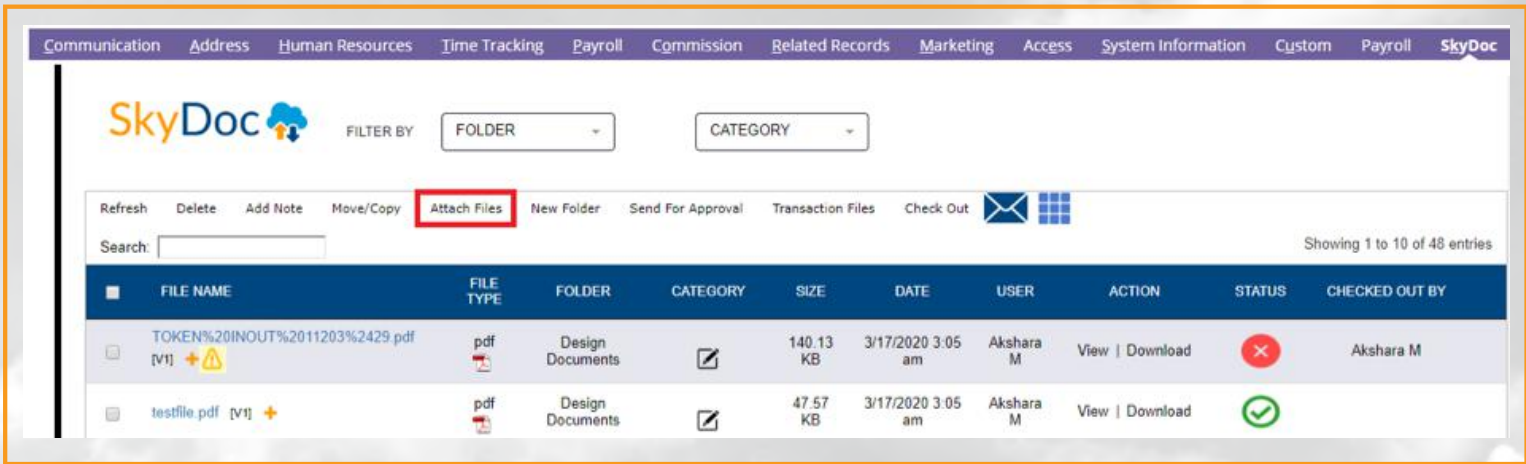 Communication Address Human Resources Time Tracking Payroll Commission Related Records Marketing Access System Information Custom Payroll SkyDoc
SkyDoc FILTER BY FOLDER CATEGORY
Refresh Delete Add Note Move/Copy Attach Files New Folder Send For Approval Transaction Files Check Out
Search: Showing 1 to 10 of 48 entries
FILE NAME FILE TYPE FOLDER CATEGORY SIZE DATE USER ACTION STATUS CHECKED OUT BY
TOKEN%20INOUT%2011203%2429.pdf pdf Design 140.13 3/17/2020 3:05 Akshara View | Download Akshara M
[V1] Documents KB am M
testfile.pdf [V1] pdf Design 47.57 3/17/2020 3:05 Akshara View | Download
Documents KB am M